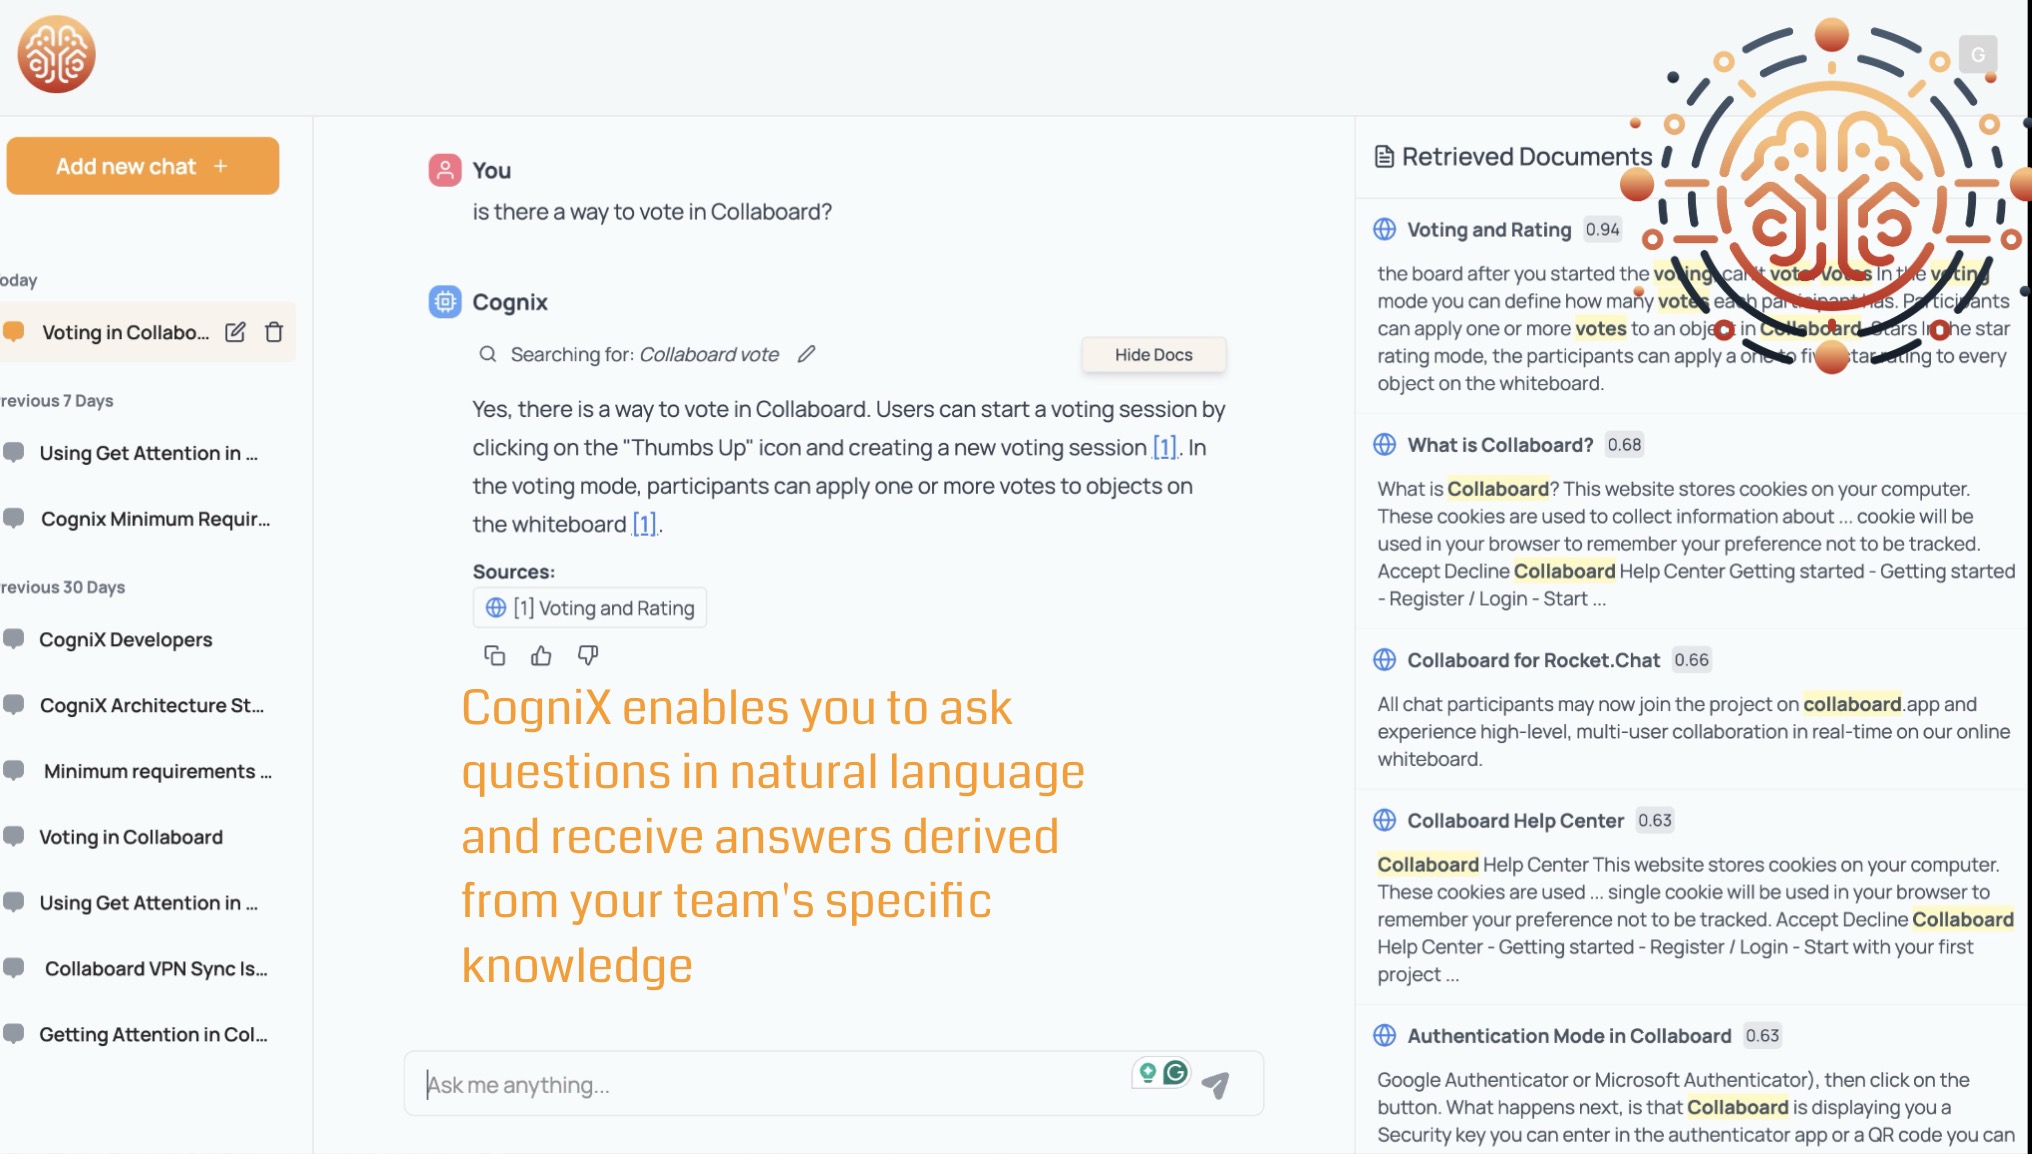 G
Add new chat +
oday
Voting in Collabo...
revious 7 Days
Using Get Attention in ...
Cognix Minimum Requir...
revious 30 Days
CogniX Developers
CogniX Architecture St...
Minimum requirements ...
Voting in Collaboard
Using Get Attention in ...
Collaboard VPN Sync Is...
Getting Attention in Col...
You
is there a way to vote in Collaboard?
Cognix
Searching for: Collaboard vote
Hide Docs
Yes, there is a way to vote in Collaboard. Users can start a voting session by
clicking on the "Thumbs Up" icon and creating a new voting session [1]. In
the voting mode, participants can apply one or more votes to objects on
the whiteboard [1].
Sources:
[1] Voting and Rating
CogniX enables you to ask
questions in natural language
and receive answers derived
from your team's specific
knowledge
Ask me anything...
G
Retrieved Documents
Voting and Rating 0.94
the board after you started the voting, can't vote. Votes In the voting
mode you can define how many votes each participant has. Participants
can apply one or more votes to an object in Collaboard. Stars In the star
rating mode, the participants can apply a one to five star rating to every
object on the whiteboard.
What is Collaboard? 0.68
What is Collaboard? This website stores cookies on your computer.
These cookies are used to collect information about ... cookie will be
used in your browser to remember your preference not to be tracked.
Accept Decline Collaboard Help Center Getting started - Getting started
- Register / Login - Start ...
Collaboard for Rocket.Chat 0.66
All chat participants may now join the project on collaboard.app and
experience high-level, multi-user collaboration in real-time on our online
whiteboard.
Collaboard Help Center 0.63
Collaboard Help Center This website stores cookies on your computer.
These cookies are used ... single cookie will be used in your browser to
remember your preference not to be tracked. Accept Decline Collaboard
Help Center - Getting started - Register / Login - Start with your first
project ...
Authentication Mode in Collaboard 0.63
Google Authenticator or Microsoft Authenticator), then click on the
button. What happens next, is that Collaboard is displaying you a
Security key you can enter in the authenticator app or a QR code you can